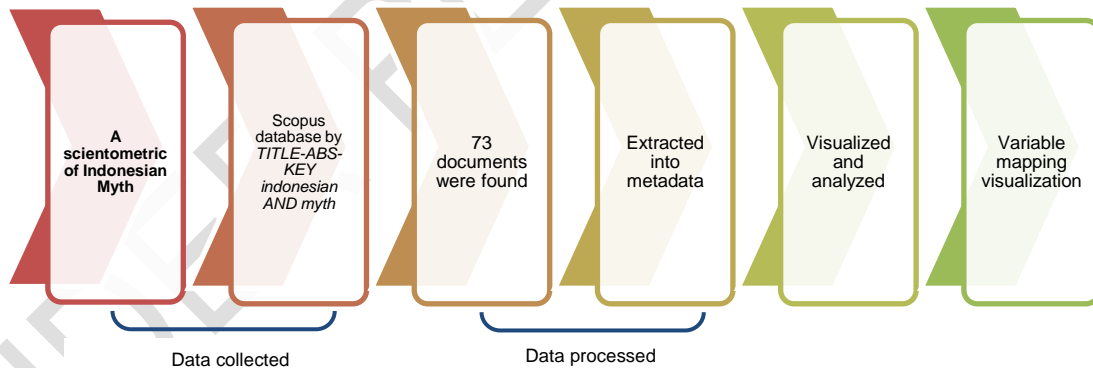 A
scientometric
of Indonesian
Myth
Scopus
database by
TITLE-ABS-
KEY
indonesian
AND myth
73
documents
were found
Extracted
into
metadata
Visualized
and
analyzed
Variable
mapping
visualization
Data collected
Data processed